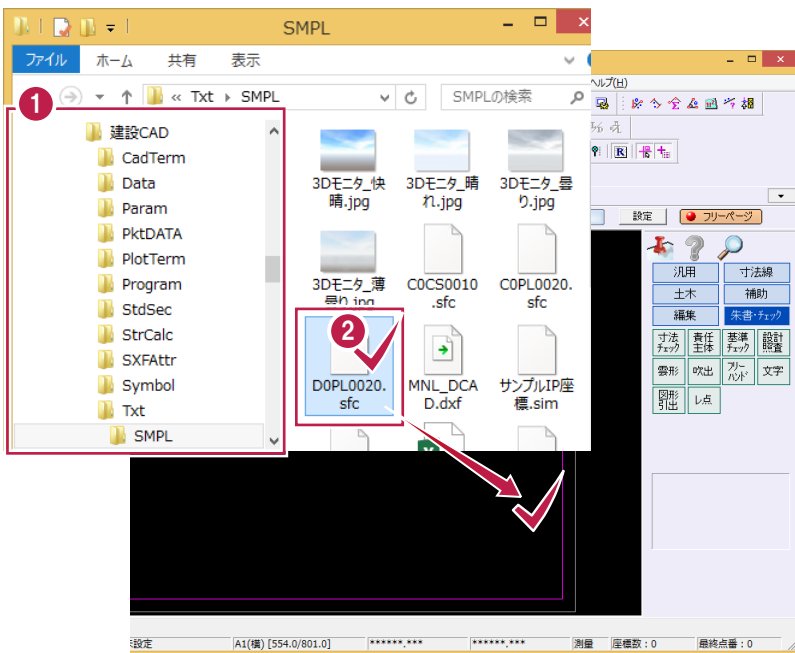 SMPL
ファイル ホーム 共有 表示
« Txt SMPL SMPLの検索
1
建設CAD
CadTerm
Data
Param
PktDATA
PlotTerm
Program
StdSec
StrCalc
SXFAttr
Symbol
Txt
SMPL
3Dモニタ_快
晴.jpg
3Dモニタ_晴
れ.jpg
3Dモニタ_曇
り.jpg
3Dモニタ_薄
曇り.jpg
C0CS0010
.sfc
C0PL0020.
sfc
2
D0PL0020.
sfc
MNL_DCA
D.dxf
サンプルIP座
標.sim
ヘルプ(H)
R
設定 フリーページ
汎用 寸法線
土木 補助
編集 朱書・チェック
寸法
チェック
責任
主体
基準
チェック
設計
照査
雲形 吹出
フリー
ハンド
文字
図形
引出
レ点
A1(横) [554.0/801.0] ******.*** ******.*** 測量 座標数：0 最終点番：0